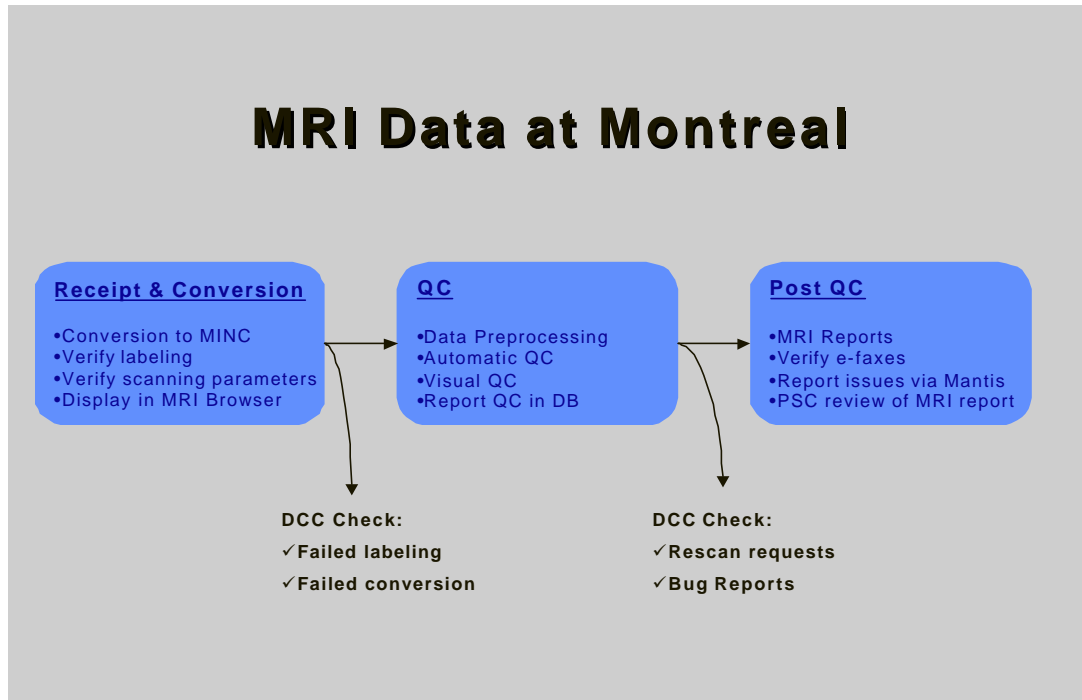 MRI Data at Montreal
Receipt & Conversion
•Conversion to MINC
•Verify labeling
•Verify scanning parameters
•Display in MRI Browser
QC
•Data Preprocessing
•Automatic QC
•Visual QC
•Report QC in DB
Post QC
•MRI Reports
•Verify e-faxes
•Report issues via Mantis
•PSC review of MRI report
DCC Check:
✓Failed labeling
✓Failed conversion
DCC Check:
✓Rescan requests
✓Bug Reports